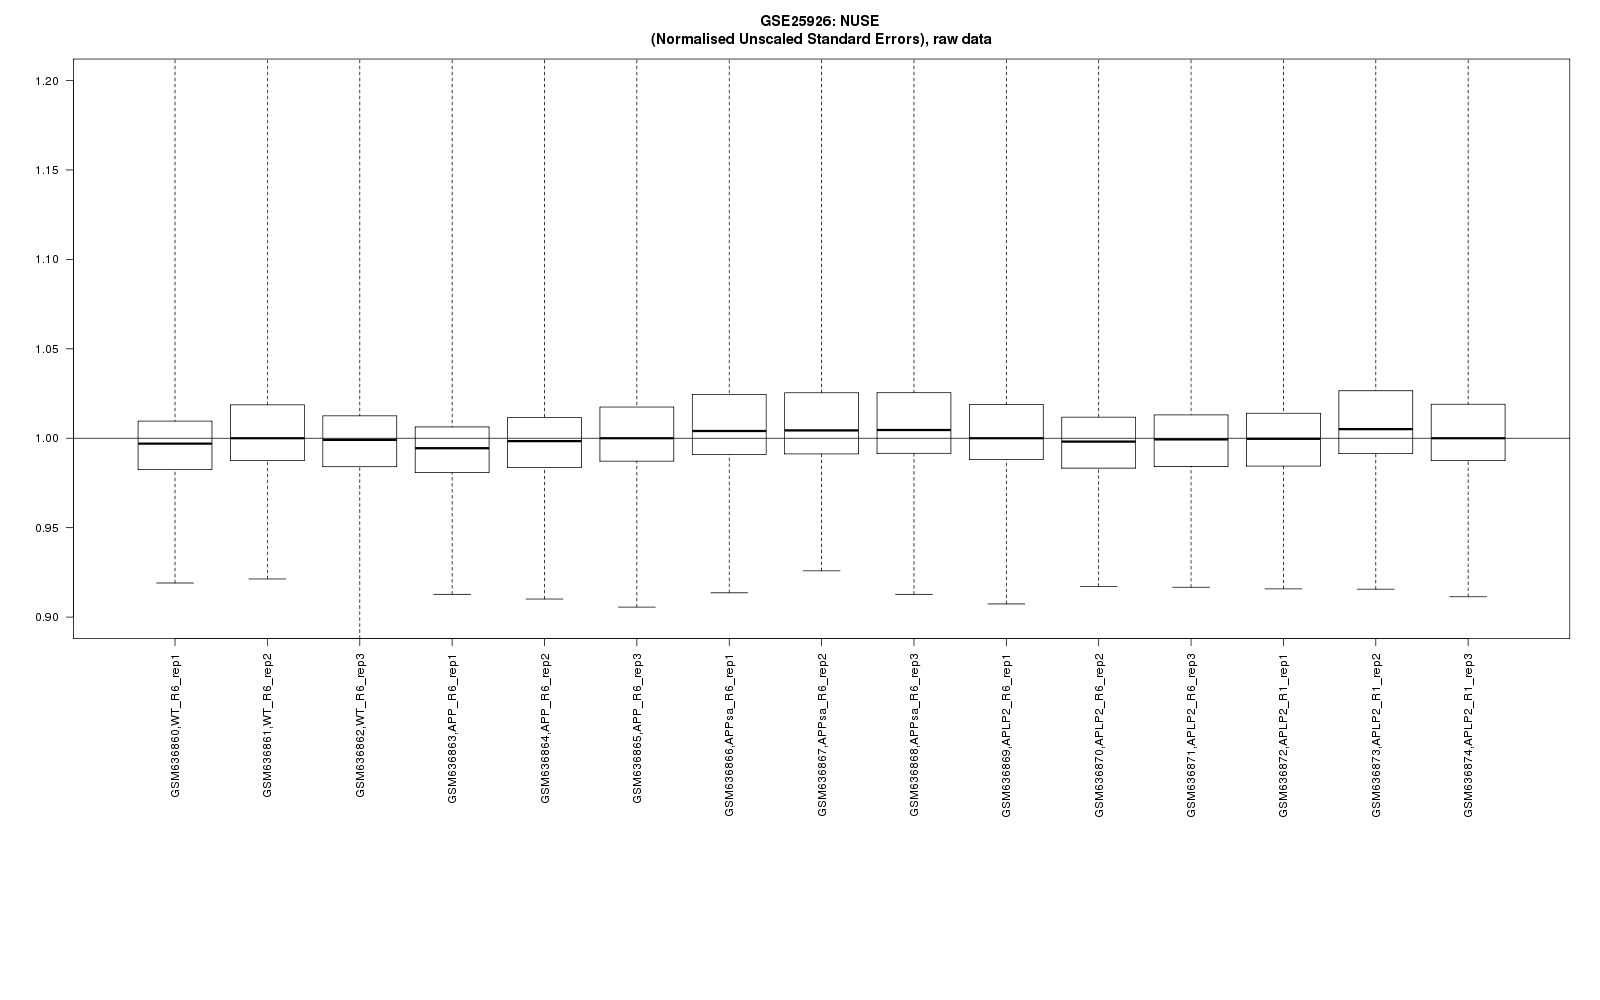 GSE25926: NUSE
(Normalised Unscaled Standard Errors), raw data
1.20
1.15
1.10
1.05
1.00
0.95
0.90
GSM636860,WT_R6_rep1
GSM636861,WT_R6_rep2
GSM636862,WT_R6_rep3
GSM636863,APP_R6_rep1
GSM636864,APP_R6_rep2
GSM636865,APP_R6_rep3
GSM636866,APPsa_R6_rep1
GSM636867,APPsa_R6_rep2
GSM636868,APPsa_R6_rep3
GSM636869,APLP2_R6_rep1
GSM636870,APLP2_R6_rep2
GSM636871,APLP2_R6_rep3
GSM636872,APLP2_R1_rep1
GSM636873,APLP2_R1_rep2
GSM636874,APLP2_R1_rep3